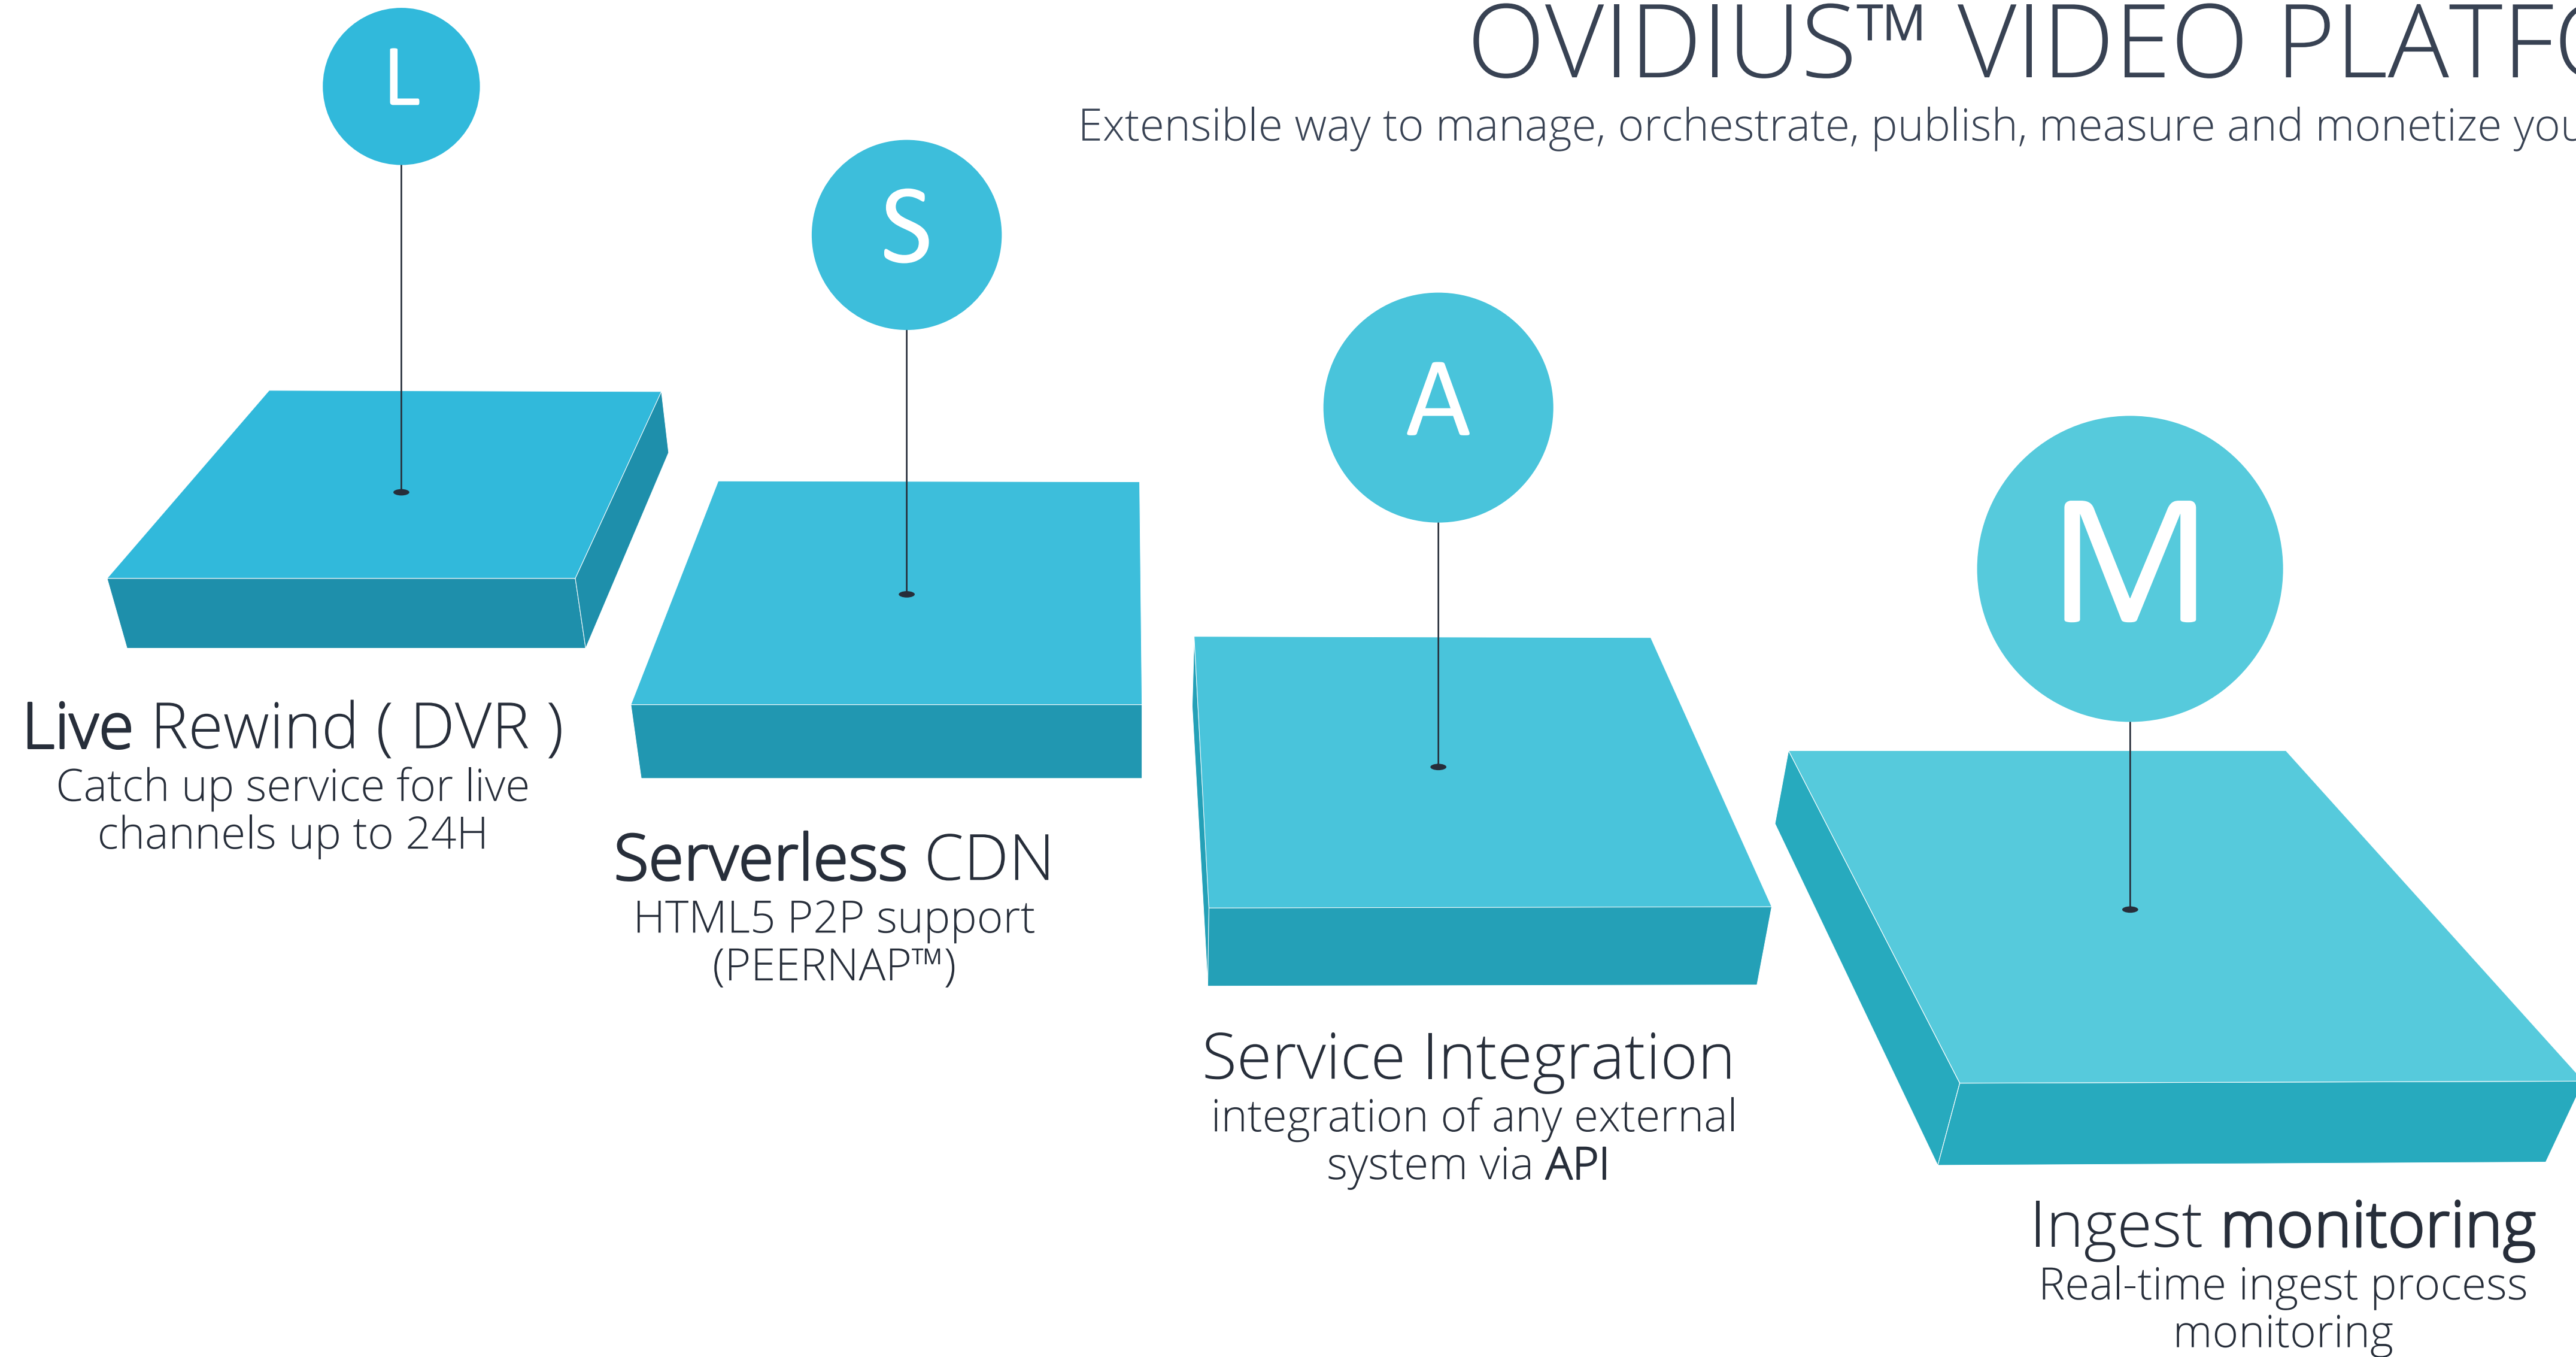 OVIDIUS™ VIDEO
Extensible way to manage, orchestrate, publish, measure and monetize
L
S
A
M
Live Rewind ( DVR )
Catch up service for live
channels up to 24H
Serverless CDN
HTML5 P2P support
(PEERNAP™)
Service Integration
integration of any external
system via API
Ingest monitoring
Real-time ingest process
monitoring